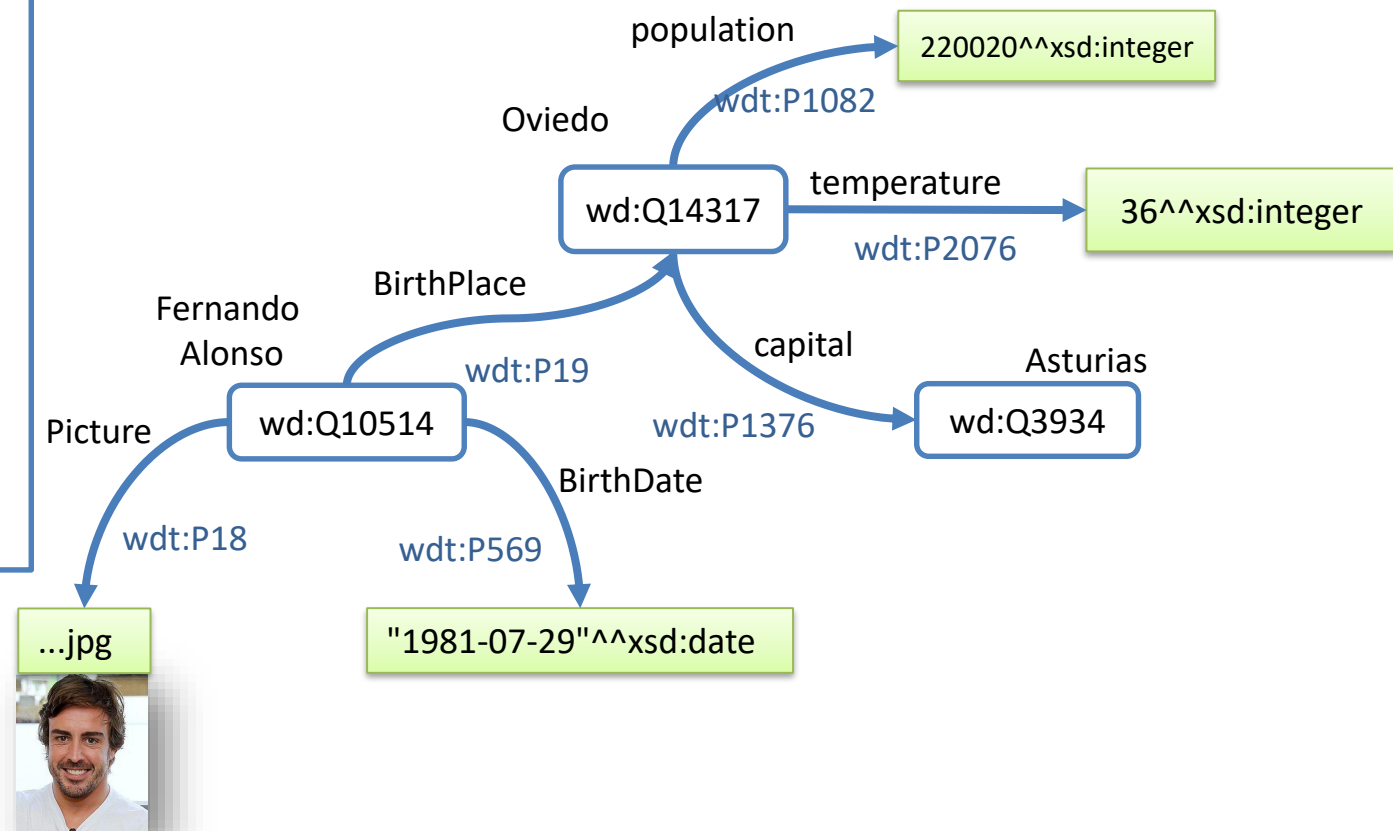 population
220020^^xsd:integer
wdt:P1082
Oviedo
temperature
wd:Q14317
36^^xsd:integer
wdt:P2076
BirthPlace
Fernando
Alonso
capital
Asturias
wdt:P19
wd:Q10514
wdt:P1376
wd:Q3934
Picture
BirthDate
wdt:P18
wdt:P569
...jpg
"1981-07-29"^^xsd:date